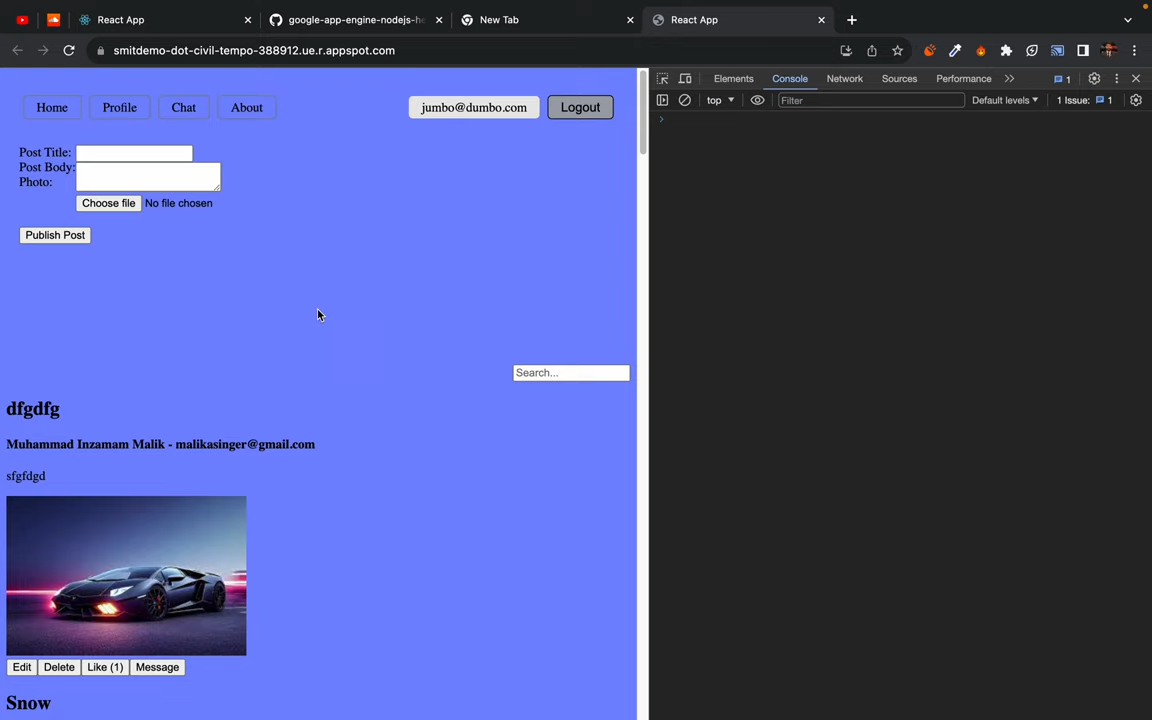 React App
google-app-engine-nodejs-he
New Tab
React App
smitdemo-dot-civil-tempo-388912.ue.r.appspot.com
Elements
Console
Network
Sources
Performance
1
top
Filter
Default levels
1 Issue:
1
Home
Profile
Chat
About
jumbo@dumbo.com
Logout
Post Title:
Post Body:
Photo:
Choose file
No file chosen
Publish Post
Search...
dfgdfg
Muhammad Inzamam Malik - malikasinger@gmail.com
sfgfdgd
Edit
Delete
Like (1)
Message
Snow